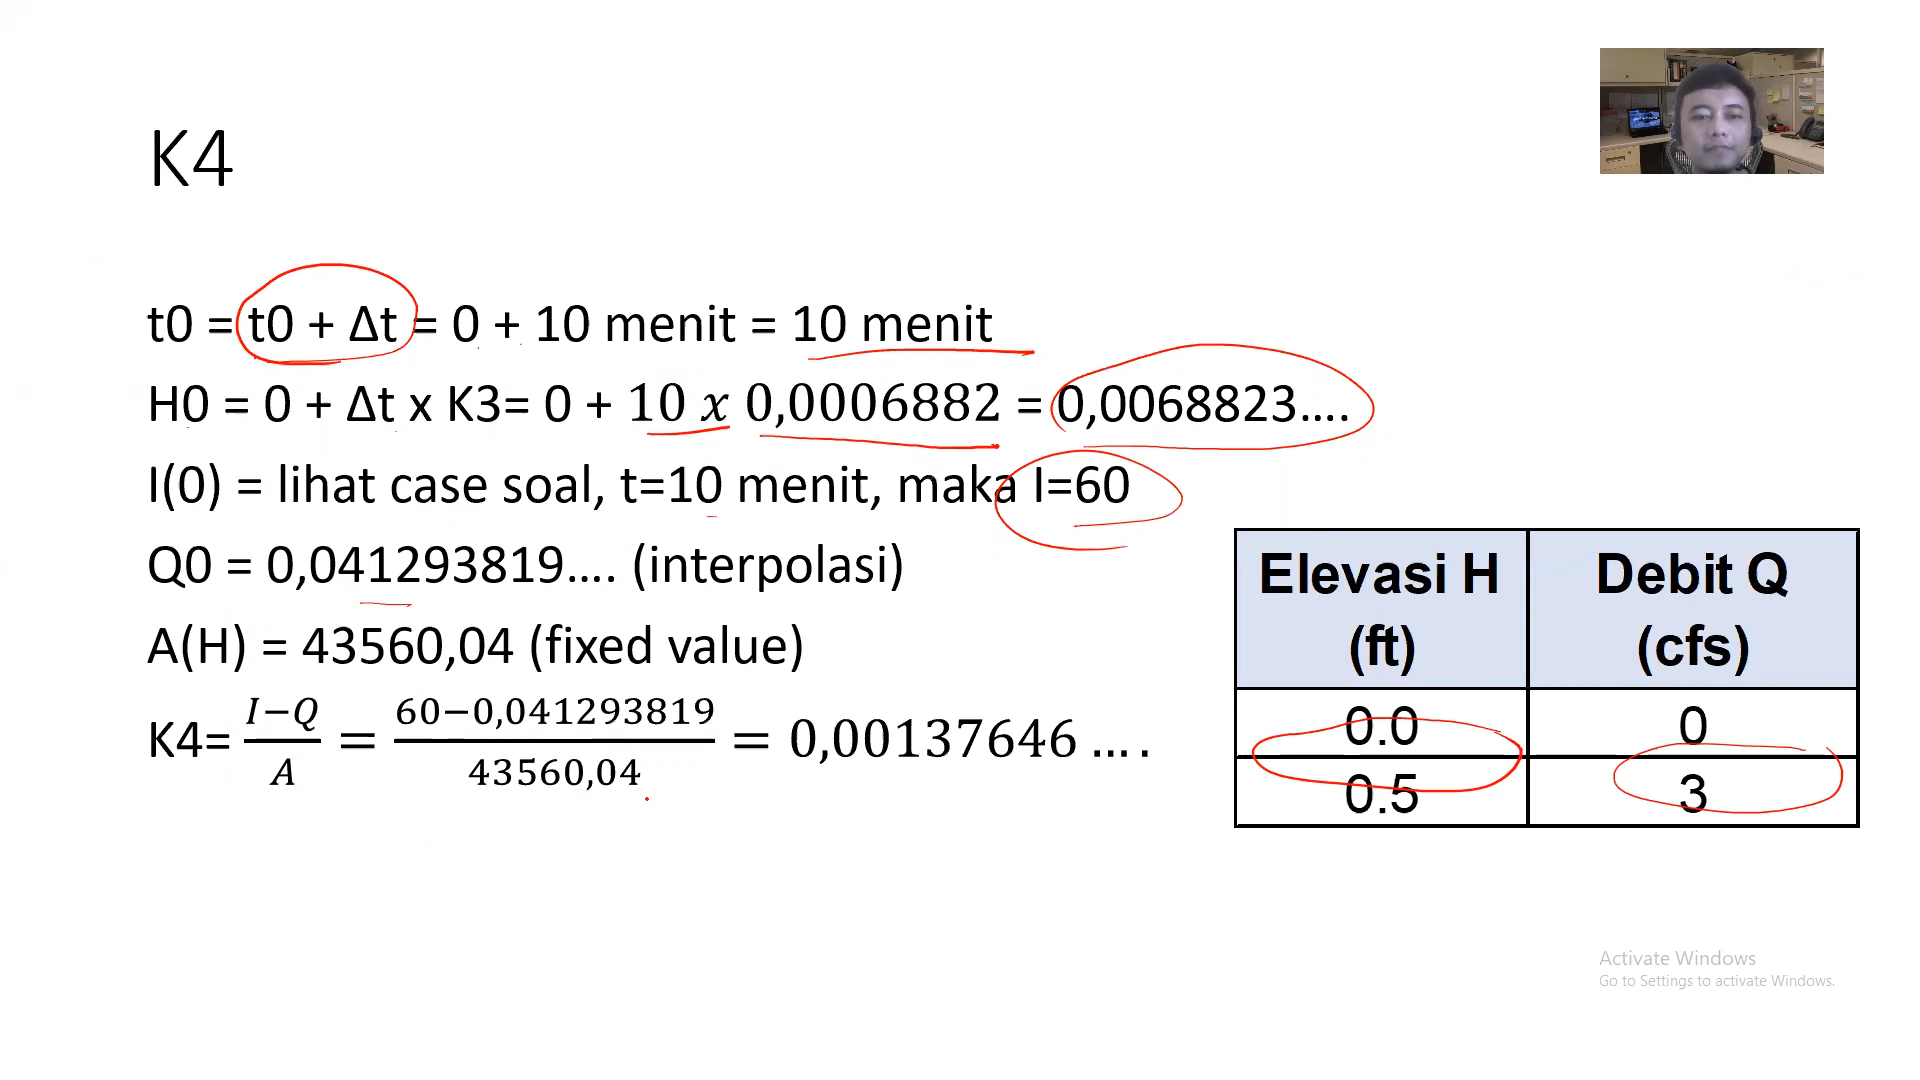 K4
t0 = t0 + Δt = 0 + 10 menit = 10 menit
H0 = 0 + Δt x K3= 0 + 10 x 0,0006882 = 0,0068823....
I(0) = lihat case soal, t=10 menit, maka I=60
Q0 = 0,041293819.... (interpolasi)
A(H) = 43560,04 (fixed value)
K4= I−Q/A = 60−0,041293819/43560,04 = 0,00137646 ....
Elevasi H (ft) Debit Q (cfs)
0.0 0
0.5 3
Activate Windows
Go to Settings to activate Windows.